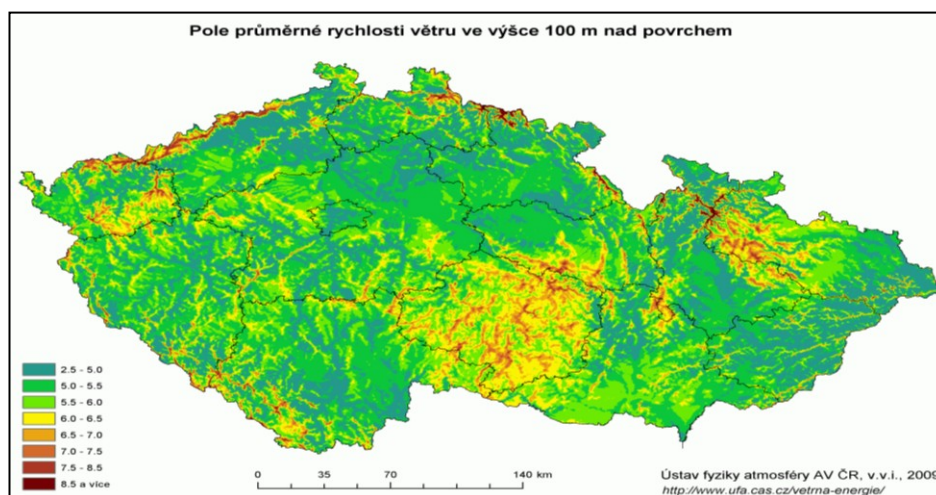 Pole průměrné rychlosti větru ve výšce 100 m nad povrchem
2.5 - 5.0
5.0 - 5.5
5.5 - 6.0
6.0 - 6.5
6.5 - 7.0
7.0 - 7.5
7.5 - 8.5
8.5 a více
0 35 70 140 km
Ústav fyziky atmosféry AV ČR, v.v.i., 2009
http://www.ufa.cas.cz/vetrna-energie/